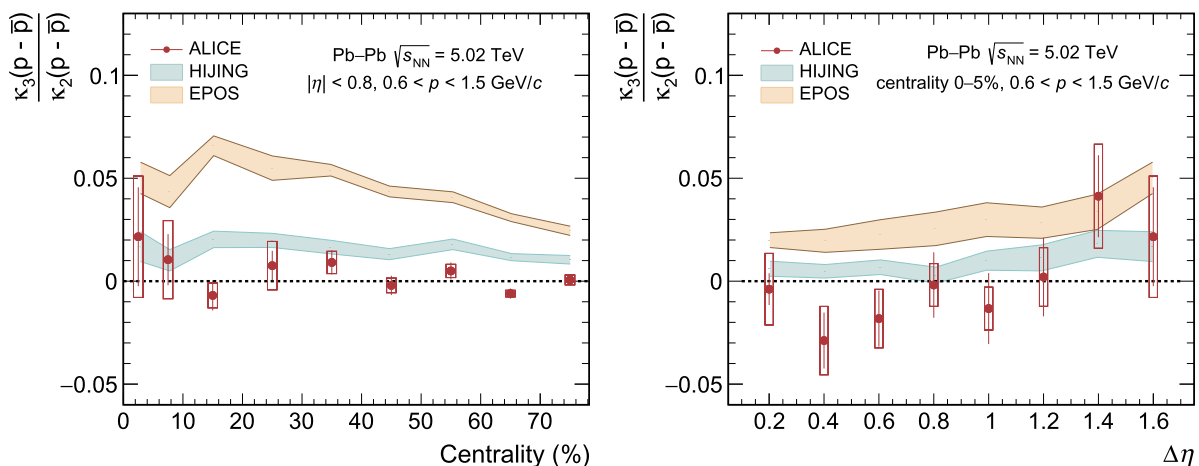 κ3(p - p̅)
κ2(p - p̅)
ALICE
HIJING
EPOS
Pb–Pb √sNN = 5.02 TeV
|η| < 0.8, 0.6 < p < 1.5 GeV/c
0.1
0.05
0
−0.05
0 10 20 30 40 50 60 70
Centrality (%)
κ3(p - p̅)
κ2(p - p̅)
ALICE
HIJING
EPOS
Pb–Pb √sNN = 5.02 TeV
centrality 0–5%, 0.6 < p < 1.5 GeV/c
0.1
0.05
0
−0.05
0.2 0.4 0.6 0.8 1 1.2 1.4 1.6
Δη